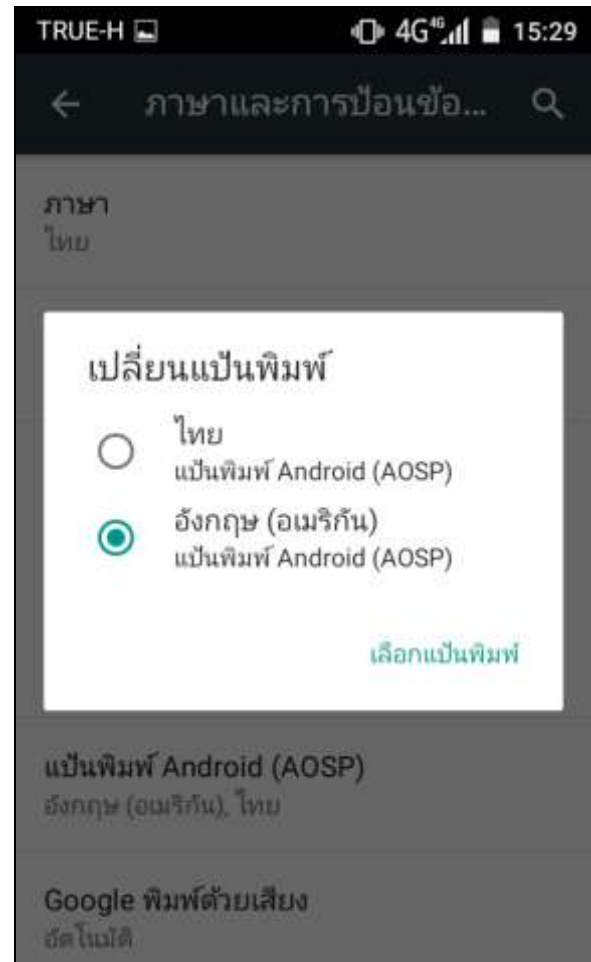 TRUE-H 4G 4G 15:29
ภาษาและการป้อนข้อ...
ภาษา
ไทย
เปลี่ยนแป้นพิมพ์
ไทย
แป้นพิมพ์ Android (AOSP)
อังกฤษ (อเมริกัน)
แป้นพิมพ์ Android (AOSP)
เลือกแป้นพิมพ์
แป้นพิมพ์ Android (AOSP)
อังกฤษ (อเมริกัน), ไทย
Google พิมพ์ด้วยเสียง
อัตโนมัติ